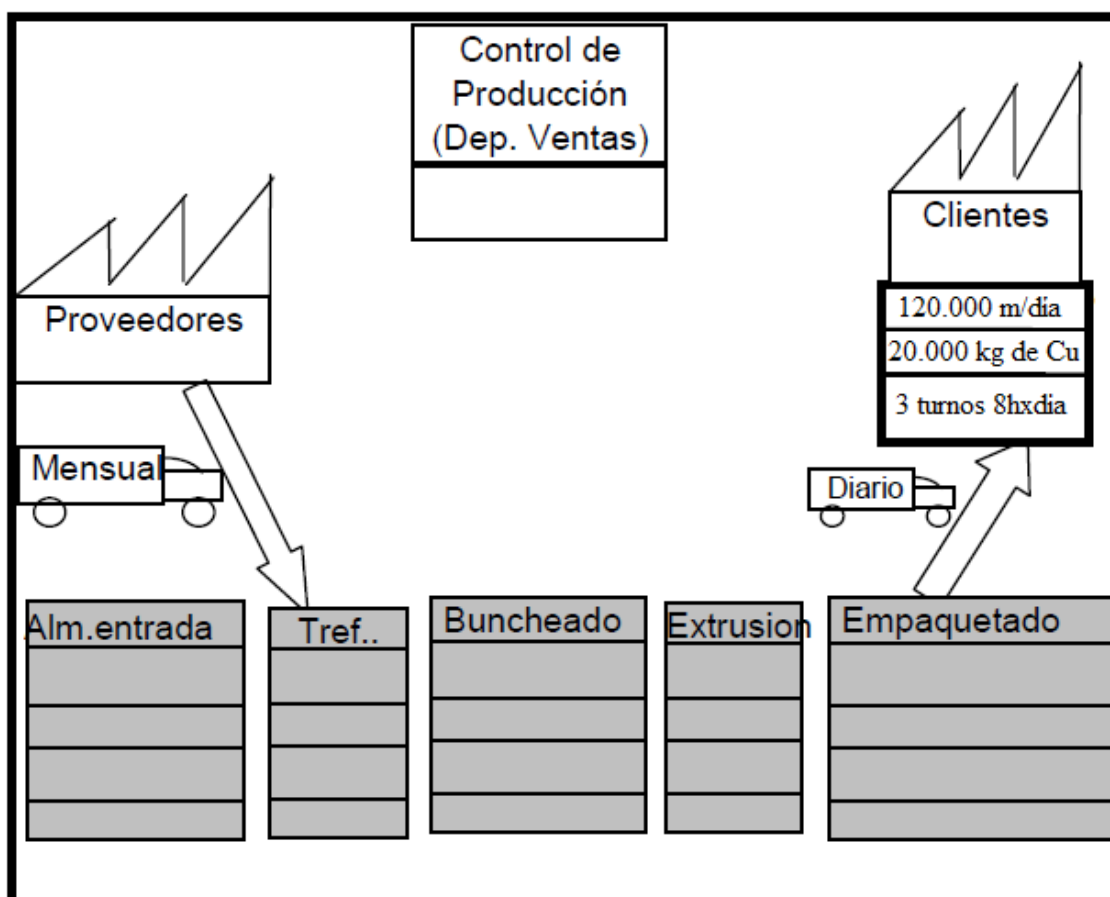 Control de
Producción
(Dep. Ventas)
Clientes
Proveedores
120.000 m/día
20.000 kg de Cu
3 turnos 8hxdia
Mensual
Diario
Alm.entrada
Tref..
Buncheado
Extrusion
Empaquetado